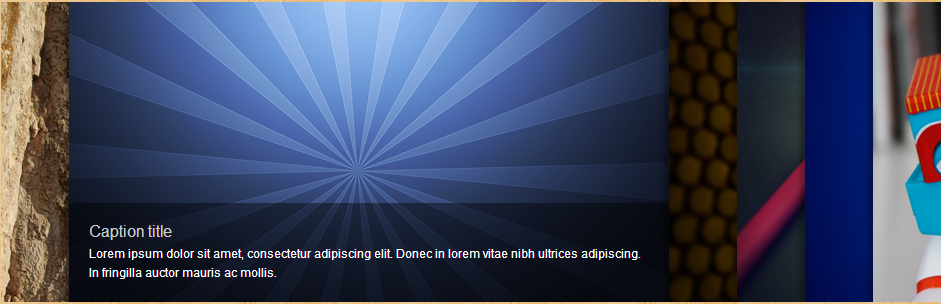 Caption title
Lorem ipsum dolor sit amet, consectetur adipiscing elit. Donec in lorem vitae nibh ultrices adipiscing.
In fringilla auctor mauris ac mollis.